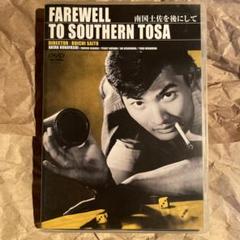 FAREWELL
TO SOUTHERN TOSA
南国土佐を後にして
DIRECTOR BUICHI SAITO
AKIRA KOBAYASHI
DVD